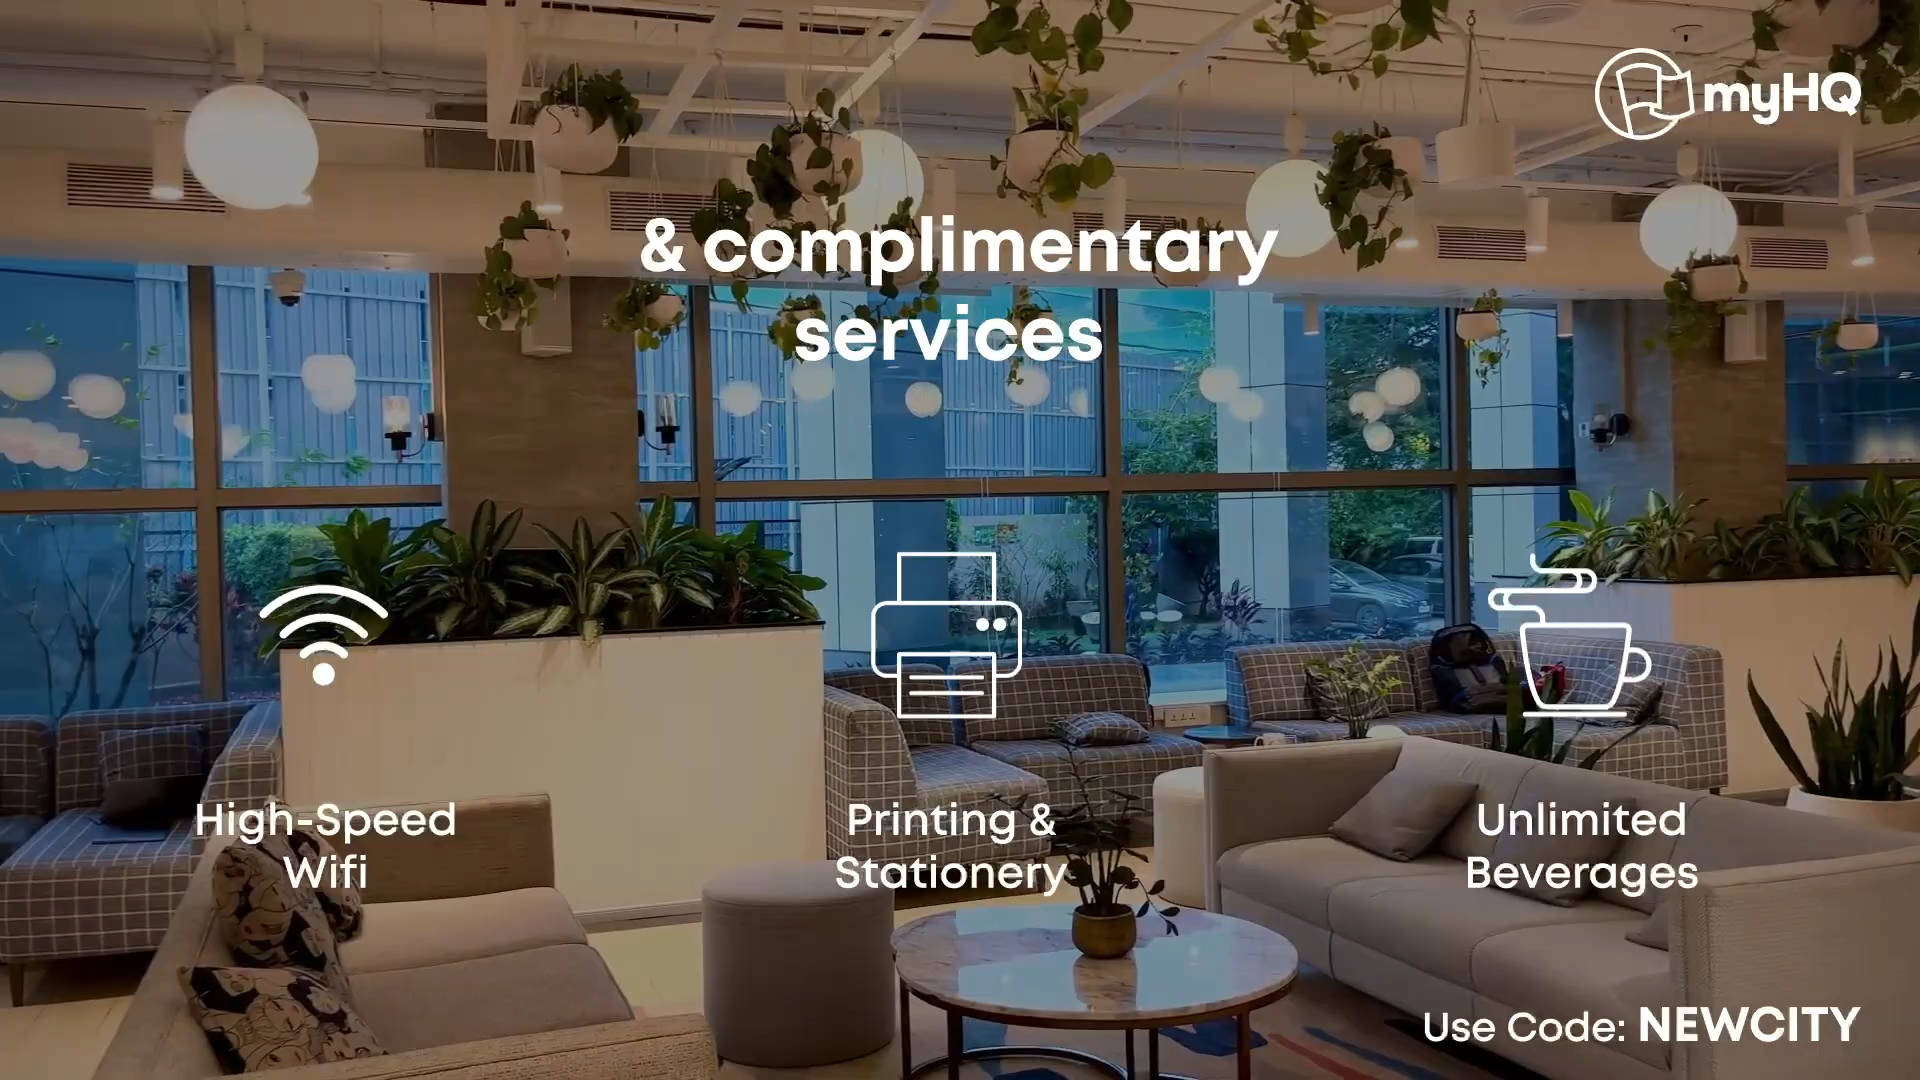 myHQ
& complimentary
services
High-Speed
Wifi
Printing &
Stationery
Unlimited
Beverages
Use Code: NEWCITY